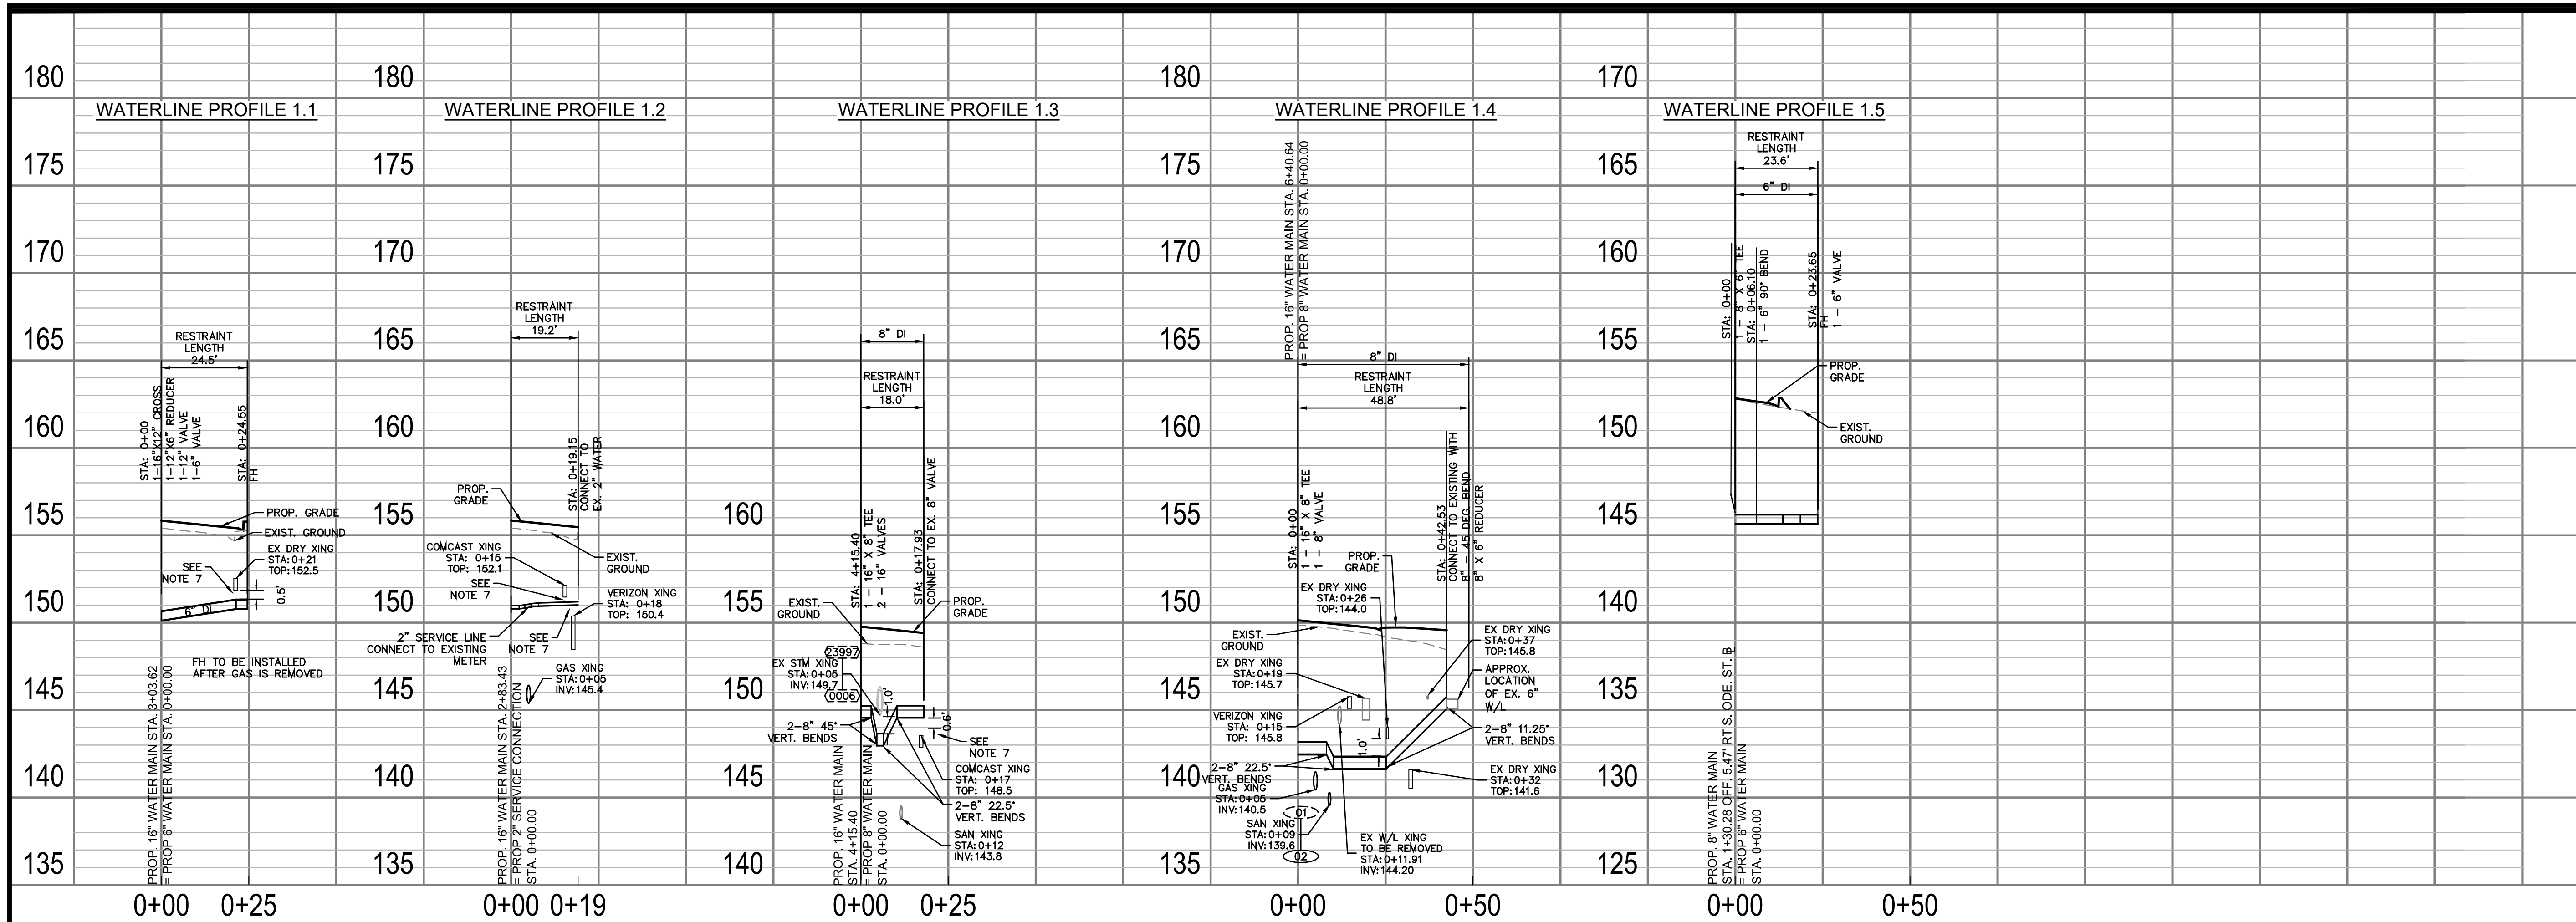 WATERLINE PROFILE 1.1
180
175
170
165
160
155
150
145
140
135
RESTRAINT
LENGTH
24.5'
STA: 0+00
1-16"X12" CROSS
1-12"X6" REDUCER
1-12" VALVE
1-6" VALVE
STA: 0+24.55
FH
PROP. GRADE
EXIST. GROUND
EX DRY XING
STA:0+21
TOP:152.5
SEE
NOTE 7
0.5'
6" DI
FH TO BE INSTALLED
AFTER GAS IS REMOVED
PROP. 16" WATER MAIN STA. 3+03.62
= PROP 6" WATER MAIN STA. 0+00.00
0+00
0+25
WATERLINE PROFILE 1.2
180
175
170
165
160
155
150
145
140
135
RESTRAINT
LENGTH
19.2'
STA: 0+19.15
CONNECT TO
EX. 2" WATER
PROP.
GRADE
EXIST.
GROUND
COMCAST XING
STA: 0+15
TOP: 152.1
SEE
NOTE 7
VERIZON XING
STA: 0+18
TOP: 150.4
2" SERVICE LINE
CONNECT TO EXISTING
METER
SEE
NOTE 7
GAS XING
STA:0+05
INV:145.4
PROP. 16" WATER MAIN STA. 2+83.43
= PROP 2" SERVICE CONNECTION
STA. 0+00.00
0+00
0+19
WATERLINE PROFILE 1.3
160
155
150
145
140
8" DI
RESTRAINT
LENGTH
18.0'
STA: 4+15.40
1 - 16" X 8" TEE
2 - 16" VALVES
STA: 0+17.93
CONNECT TO EX. 8" VALVE
EXIST.
GROUND
PROP.
GRADE
23997
EX STM XING
STA:0+05
INV:149.7
0006
1.0'
0.6'
2-8" 45°
VERT. BENDS
SEE
NOTE 7
COMCAST XING
STA: 0+17
TOP: 148.5
2-8" 22.5°
VERT. BENDS
SAN XING
STA:0+12
INV:143.8
PROP. 16" WATER MAIN
STA. 4+15.40
= PROP 8" WATER MAIN
STA. 0+00.00
0+00
0+25
WATERLINE PROFILE 1.4
180
175
170
165
160
155
150
145
140
135
PROP. 16" WATER MAIN STA. 6+40.64
= PROP 8" WATER MAIN STA. 0+00.00
8" DI
RESTRAINT
LENGTH
48.8'
STA: 0+00
1 - 16" X 8" TEE
1 - 8" VALVE
STA: 0+42.53
CONNECT TO EXISTING WITH
8" - 45 DEG. BEND
8" X 6" REDUCER
PROP.
GRADE
EX DRY XING
STA:0+26
TOP:144.0
EXIST.
GROUND
EX DRY XING
STA:0+37
TOP:145.8
EX DRY XING
STA:0+19
TOP:145.7
APPROX.
LOCATION
OF EX. 6"
W/L
VERIZON XING
STA: 0+15
TOP: 145.8
1.0'
2-8" 11.25°
VERT. BENDS
2-8" 22.5°
VERT. BENDS
GAS XING
STA:0+05
INV:140.5
EX DRY XING
STA:0+32
TOP:141.6
01
SAN XING
STA:0+09
INV:139.6
02
EX W/L XING
TO BE REMOVED
STA:0+11.91
INV:144.20
0+00
0+50
WATERLINE PROFILE 1.5
170
165
160
155
150
145
140
135
130
125
RESTRAINT
LENGTH
23.6'
6" DI
STA: 0+00
1 - 8" X 6" TEE
STA: 0+06.10
1 - 6" 90° BEND
STA: 0+23.65
FH
1 - 6" VALVE
PROP.
GRADE
EXIST.
GROUND
PROP. 8" WATER MAIN
STA. 1+30.28 OFF. 5.47' RT S. ODE. ST. B
= PROP 6" WATER MAIN
STA. 0+00.00
0+00
0+50